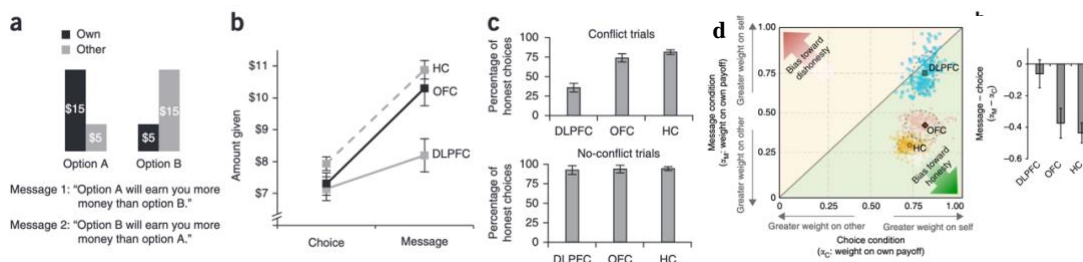 a
Own
Other
$15
$5
$5
$15
Option A
Option B
Message 1: "Option A will earn you more
money than option B."
Message 2: "Option B will earn you more
money than option A."
b
Amount given
$11
$10
$9
$8
$7
HC
OFC
DLPFC
Choice
Message
c
Conflict trials
Percentage of
honest choices
100
75
50
25
0
DLPFC
OFC
HC
No-conflict trials
Percentage of
honest choices
100
75
50
25
0
DLPFC
OFC
HC
d
Message condition
(αM: weight on own payoff)
Greater weight on other
Greater weight on self
1.00
0.75
0.50
0.25
0
Bias toward
dishonesty
DLPFC
OFC
HC
Bias toward
honesty
0
0.25
0.50
0.75
1.00
Greater weight on other
Greater weight on self
Choice condition
(αC: weight on own payoff)
Message – choice
(αM – αC)
0
–0.2
–0.4
–0.6
DLPFC
OFC
HC